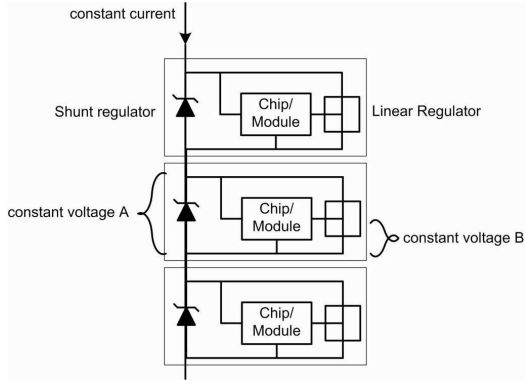 constant current
Shunt regulator
Chip/
Module
Linear Regulator
constant voltage A
Chip/
Module
constant voltage B
Chip/
Module